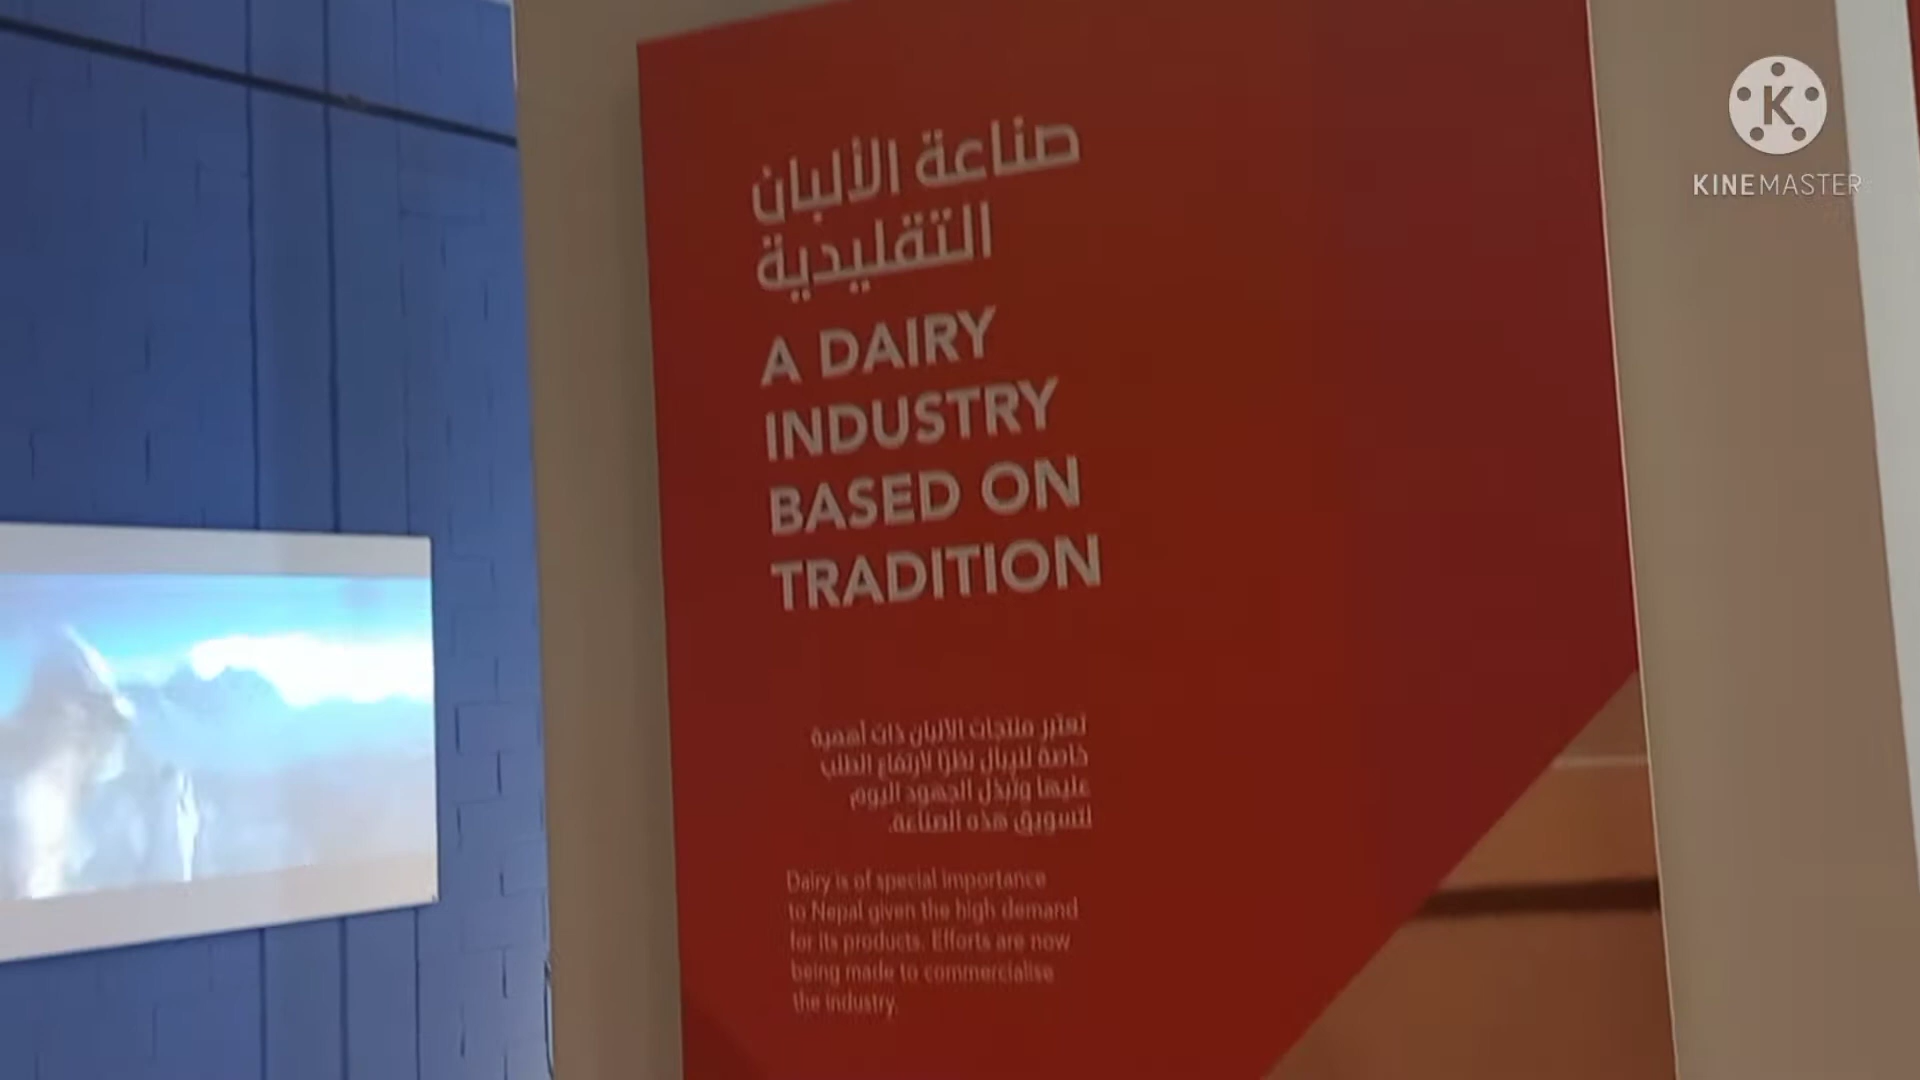 صناعة الألبان
التقليدية
A DAIRY
INDUSTRY
BASED ON
TRADITION
تعتبر منتجات الألبان ذات أهمية
خاصة لنيبال نظرًا لارتفاع الطلب
عليها وتبذل الجهود اليوم
لتسويق هذه الصناعة.
Dairy is of special importance
to Nepal given the high demand
for its products. Efforts are now
being made to commercialise
the industry.
K
KINEMASTER